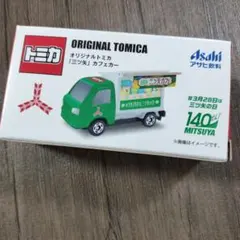 トミカ
ORIGINAL TOMICA
オリジナルトミカ
「三ツ矢」カフェカー
Asahi
アサヒ飲料
※3月28日は
三ツ矢の日
140th
MITSUYA